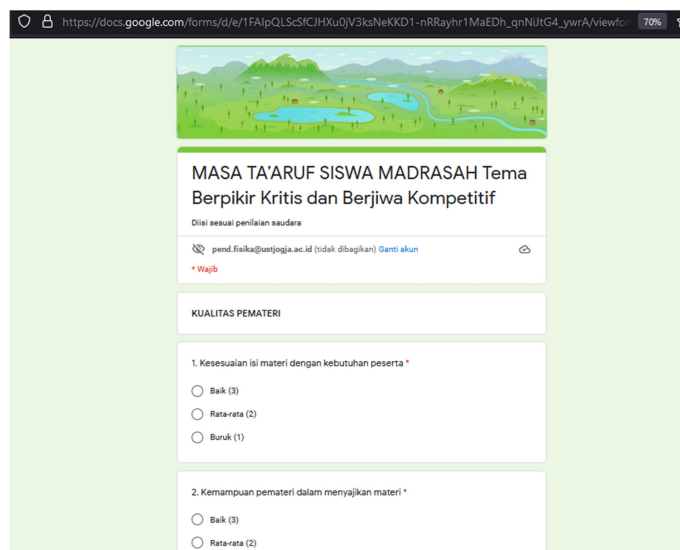 https://docs.google.com/forms/d/e/1FAIpQLScSfCJHXu0jV3ksNeKKD1-nRRayhr1MaEDh_qnNiJtG4_ywrA/viewfor
70%
MASA TA'ARUF SISWA MADRASAH Tema
Berpikir Kritis dan Berjiwa Kompetitif
Diisi sesuai penilaian saudara
pend.fisika@ustjogja.ac.id (tidak dibagikan) Ganti akun
* Wajib
KUALITAS PEMATERI
1. Kesesuaian isi materi dengan kebutuhan peserta *
Baik (3)
Rata-rata (2)
Buruk (1)
2. Kemampuan pemateri dalam menyajikan materi *
Baik (3)
Rata-rata (2)